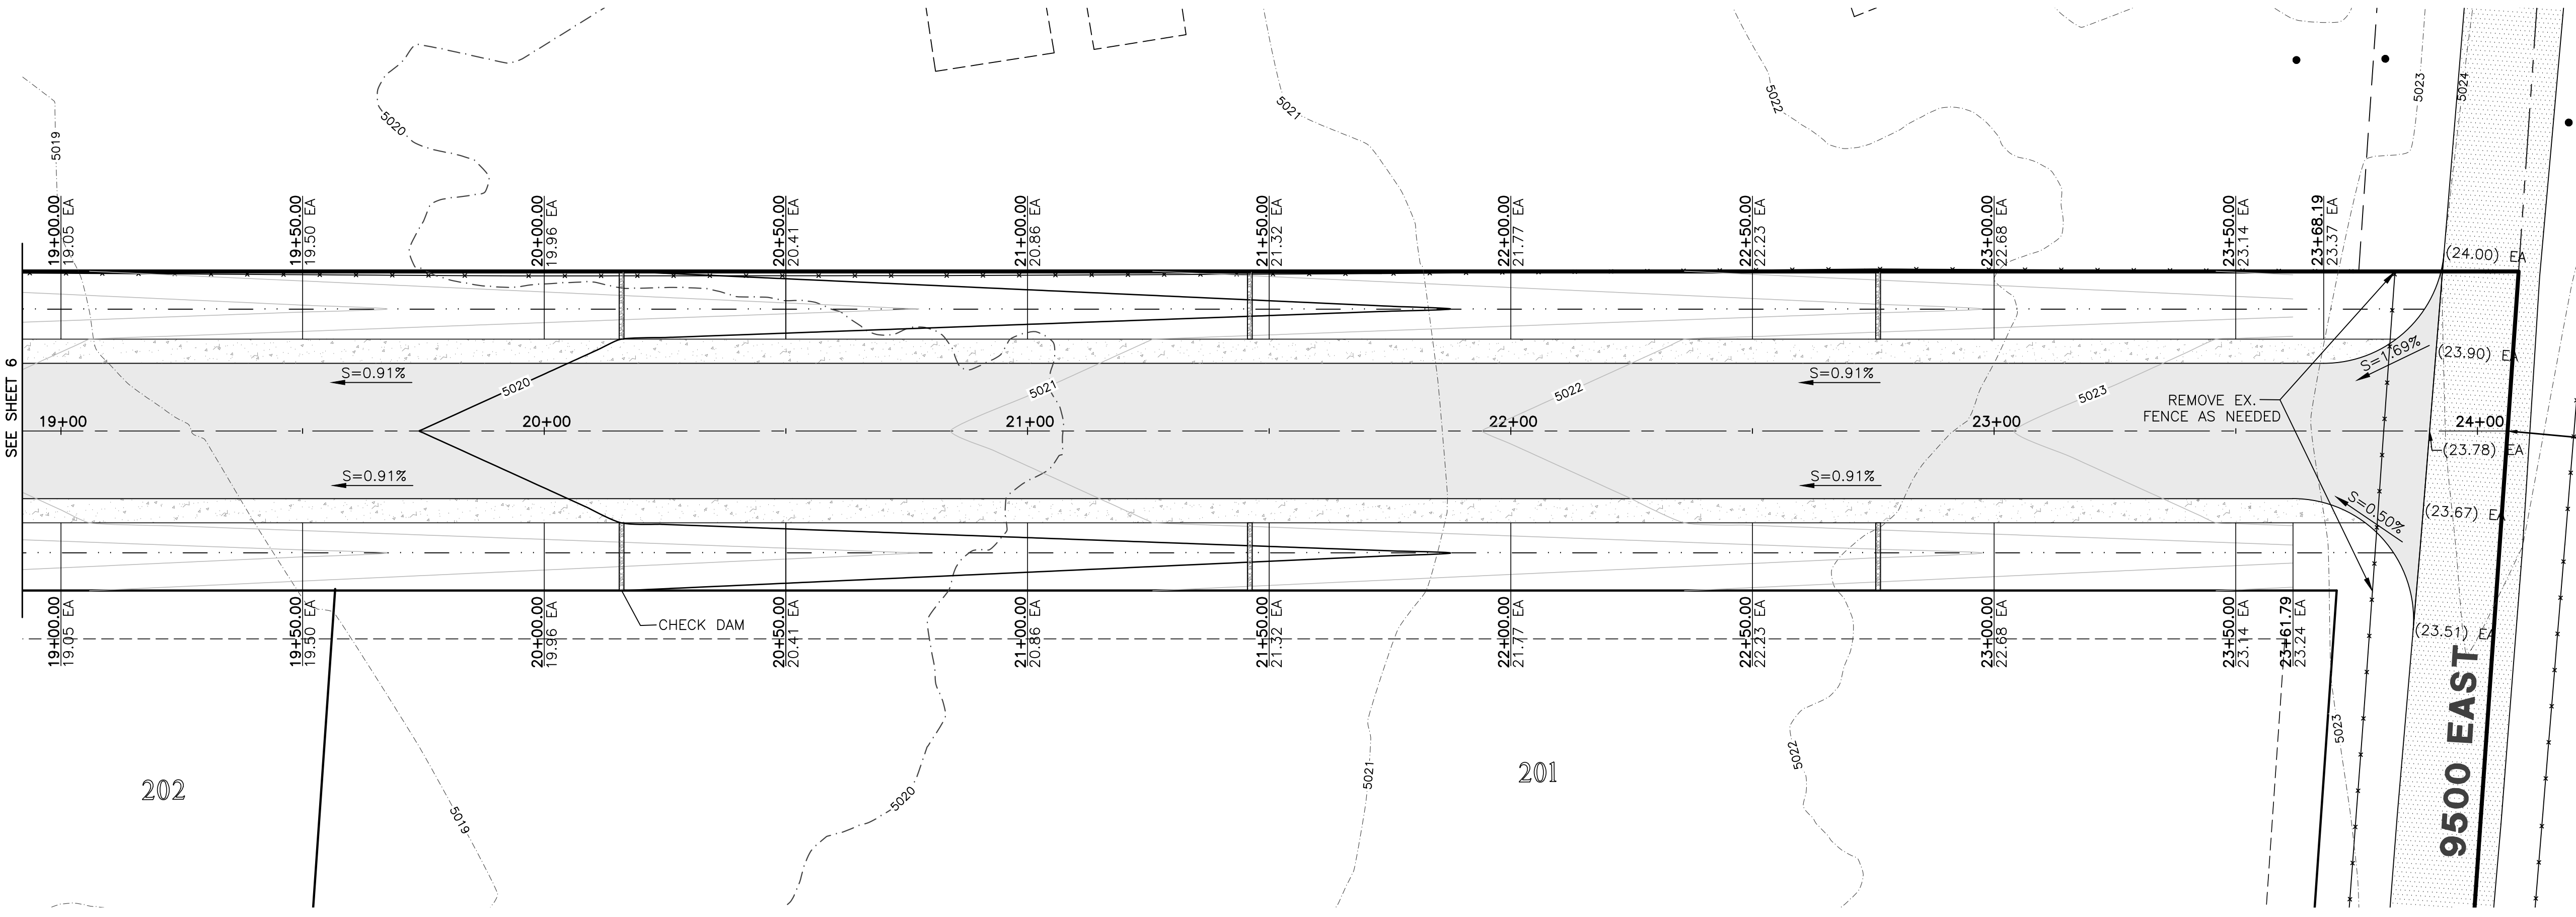 5019
5020
5021
5022
5023
5024
19+00.00
19.05 EA
19+50.00
19.50 EA
20+00.00
19.96 EA
20+50.00
20.41 EA
21+00.00
20.86 EA
21+50.00
21.32 EA
22+00.00
21.77 EA
22+50.00
22.23 EA
23+00.00
22.68 EA
23+50.00
23.14 EA
23+68.19
23.37 EA
(24.00) EA
SEE SHEET 6
S=0.91%
5020
5021
S=0.91%
5022
5023
S=1.69%
(23.90) EA
REMOVE EX.
FENCE AS NEEDED
19+00
20+00
21+00
22+00
23+00
24+00
(23.78) EA
S=0.91%
S=0.91%
S=0.50%
(23.67) EA
19+00.00
19.05 EA
19+50.00
19.50 EA
20+00.00
19.96 EA
CHECK DAM
20+50.00
20.41 EA
21+00.00
20.86 EA
21+50.00
21.32 EA
22+00.00
21.77 EA
22+50.00
22.23 EA
23+00.00
22.68 EA
23+50.00
23.14 EA
23+61.79
23.24 EA
(23.51) EA
9500 EAST
202
5019
5020
5021
201
5022
5023